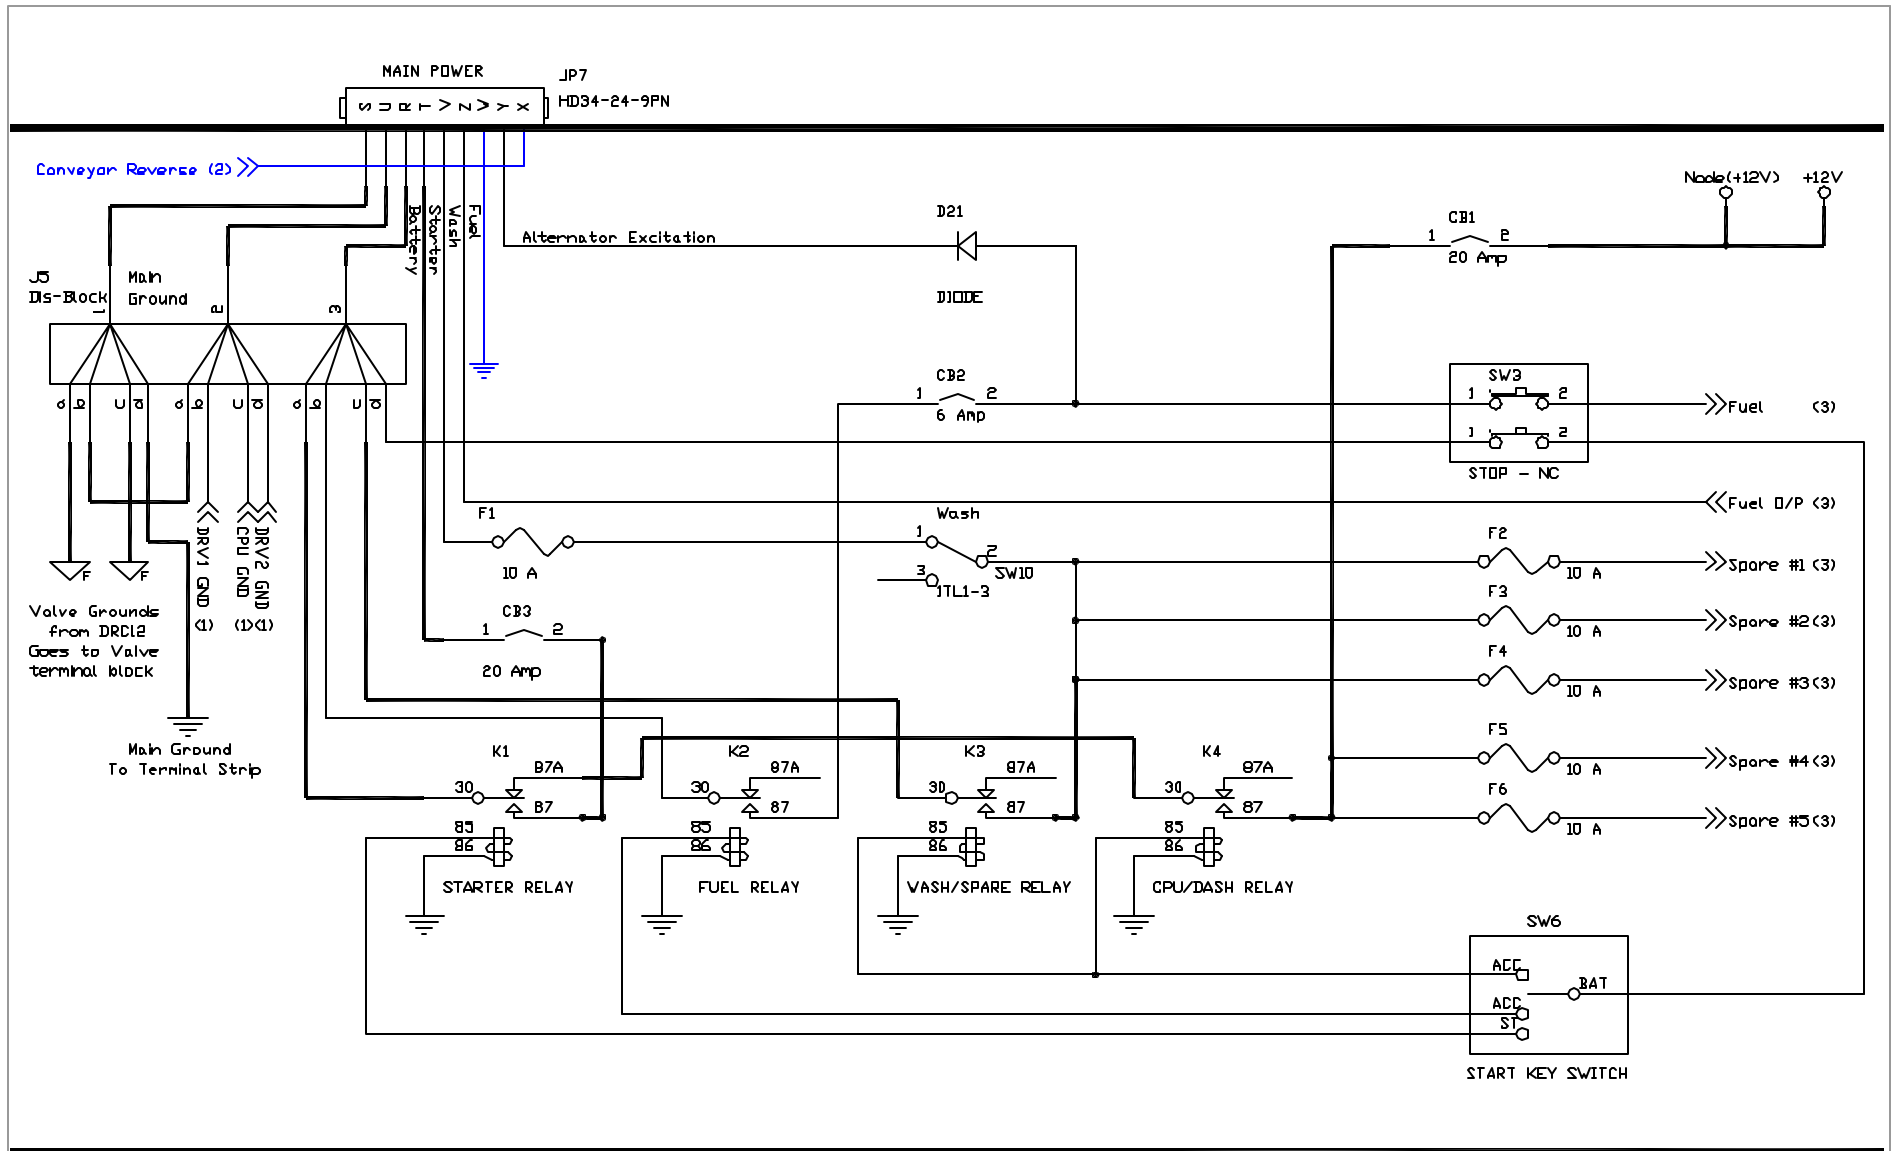 MAIN POWER
JP7
HD34-24-9PN
S U R T V Z W Y X
Conveyor Reverse (2)
Battery
Starter
Wash
Fuel
Alternator Excitation
D21
DIODE
Node(+12V) +12V
CB1
1 2
20 Amp
J5
Dis-Block
Main
Ground
1 2 3
a b c d a b c d a b c d
CB2
1 2
6 Amp
SW3
1 2
1 2
STOP - NC
Fuel (3)
Fuel O/P (3)
F1
10 A
Wash
1
2
3
SW10
JTL1-3
F2
10 A
Spare #1 (3)
F3
10 A
Spare #2(3)
F4
10 A
Spare #3(3)
F5
10 A
Spare #4(3)
F6
10 A
Spare #5(3)
F F
DRV1 GND (1)
CPU GND (1)
DRV2 GND (1)
Valve Grounds
from DRC12
Goes to Valve
terminal block
CB3
1 2
20 Amp
Main Ground
To Terminal Strip
K1
87A
30
87
85
86
STARTER RELAY
K2
87A
30
87
85
86
FUEL RELAY
K3
87A
30
87
85
86
WASH/SPARE RELAY
K4
87A
30
87
85
86
CPU/DASH RELAY
SW6
ACC
BAT
ACC
ST
START KEY SWITCH